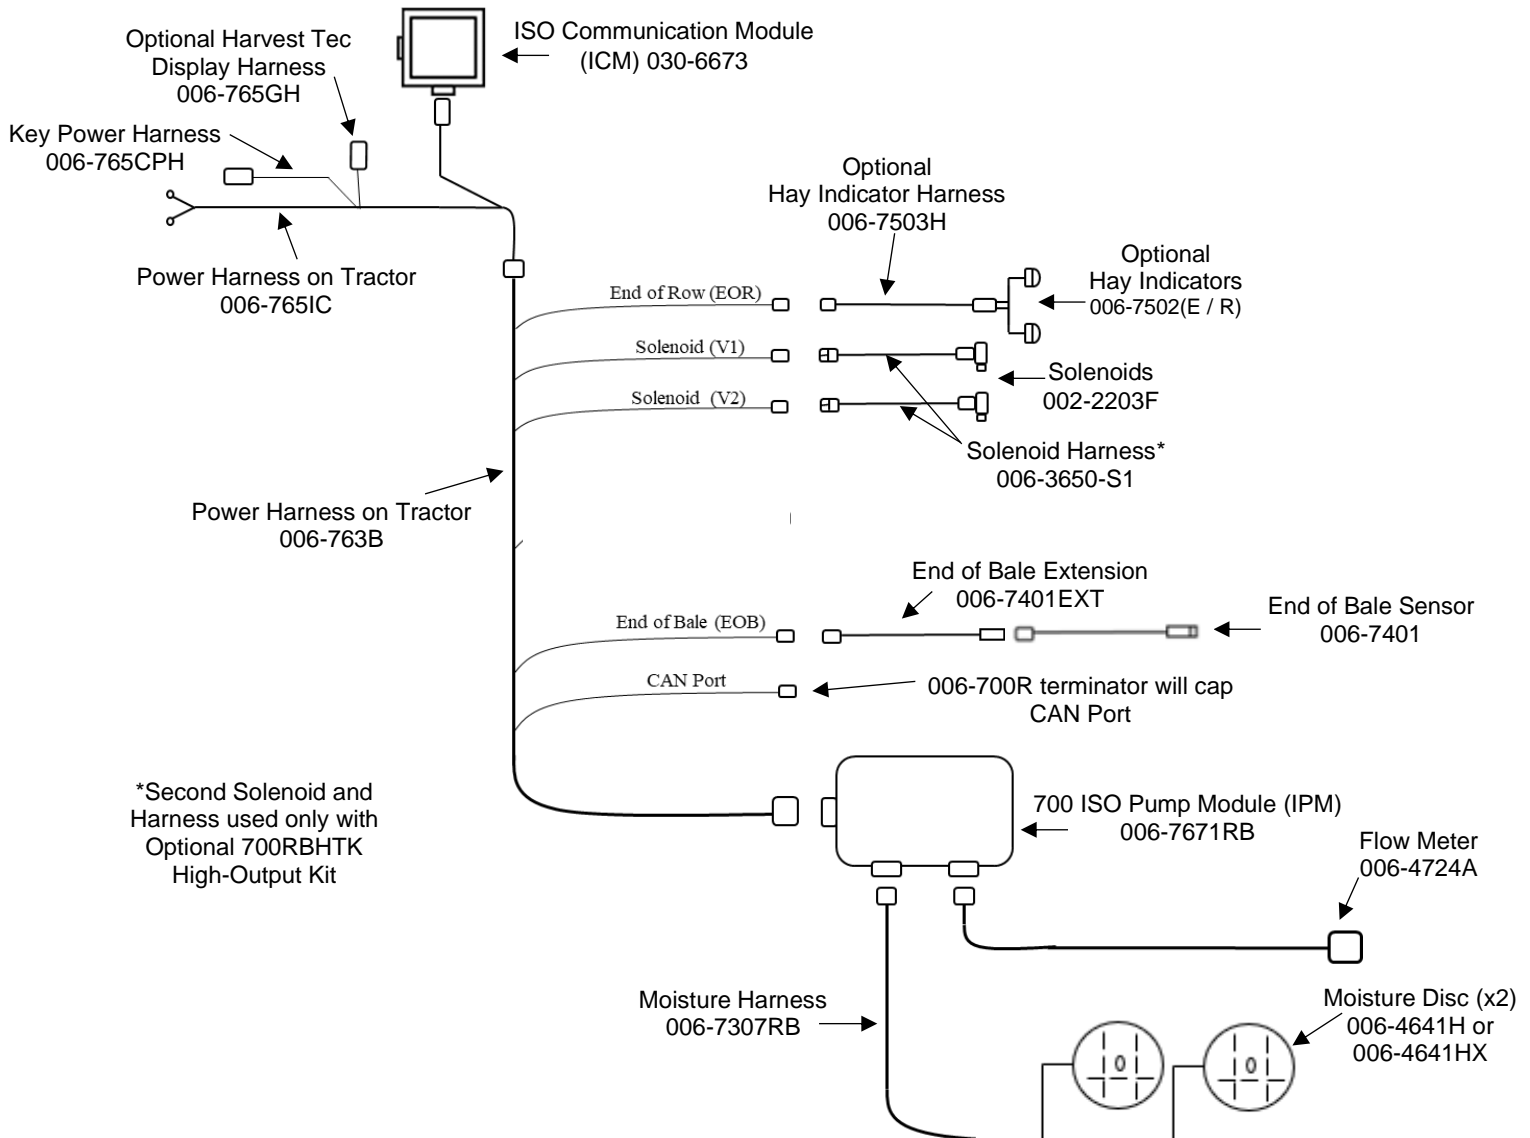 ISO Communication Module
(ICM) 030-6673
Optional Harvest Tec
Display Harness
006-765GH
Key Power Harness
006-765CPH
Power Harness on Tractor
006-765IC
Optional
Hay Indicator Harness
006-7503H
Optional
Hay Indicators
006-7502(E / R)
End of Row (EOR)
Solenoid (V1)
Solenoid (V2)
Solenoids
002-2203F
Solenoid Harness*
006-3650-S1
Power Harness on Tractor
006-763B
End of Bale Extension
006-7401EXT
End of Bale Sensor
006-7401
End of Bale (EOB)
CAN Port
006-700R terminator will cap
CAN Port
*Second Solenoid and
Harness used only with
Optional 700RBHTK
High-Output Kit
700 ISO Pump Module (IPM)
006-7671RB
Flow Meter
006-4724A
Moisture Harness
006-7307RB
Moisture Disc (x2)
006-4641H or
006-4641HX